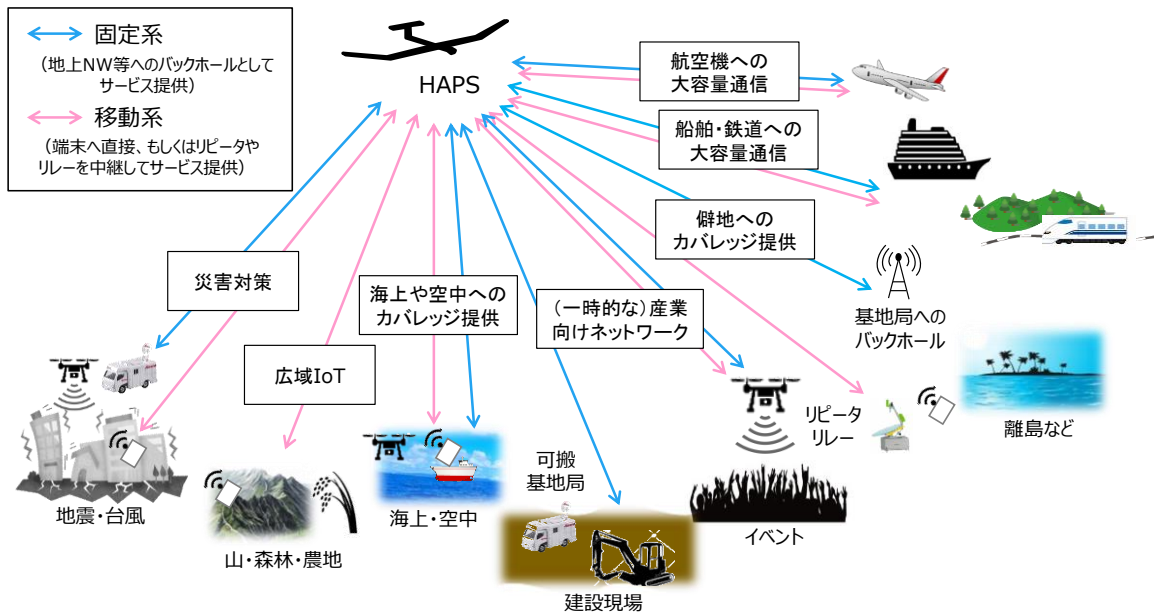 固定系
（地上NW等へのバックホールとして
サービス提供）
移動系
（端末へ直接、もしくはリピータや
リレーを中継してサービス提供）
HAPS
航空機への
大容量通信
船舶・鉄道への
大容量通信
僻地への
カバレッジ提供
災害対策
海上や空中への
カバレッジ提供
（一時的な）産業
向けネットワーク
広域IoT
基地局への
バックホール
リピータ
リレー
離島など
地震・台風
山・森林・農地
海上・空中
可搬
基地局
建設現場
イベント